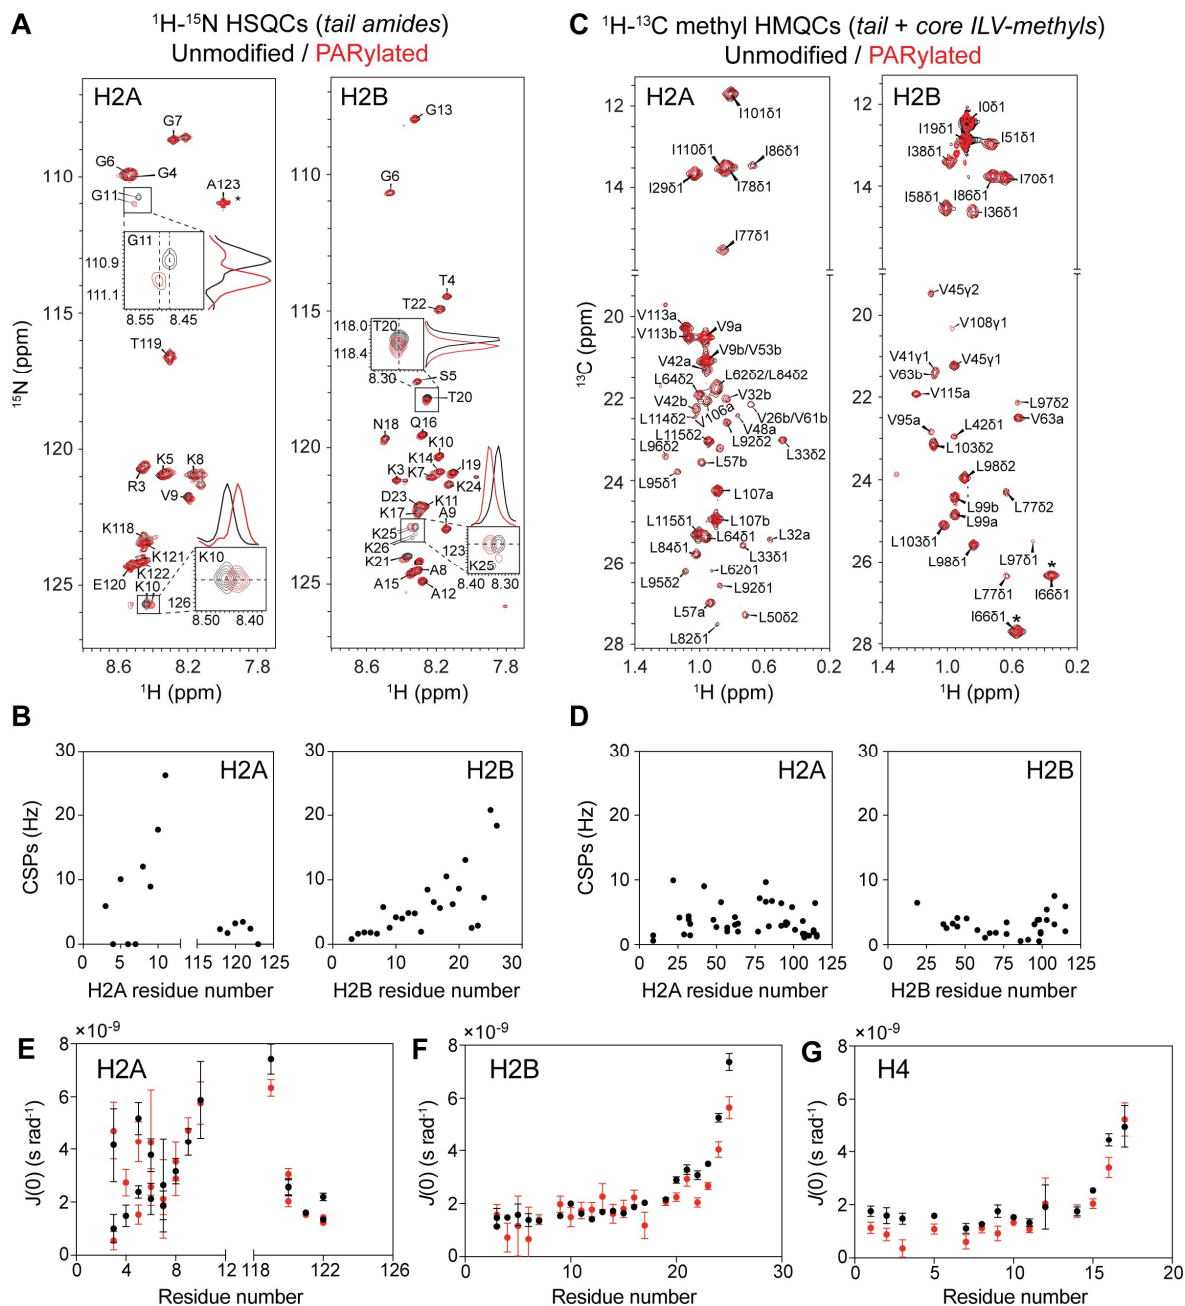 A
¹H-¹⁵N HSQCs (tail amides)
Unmodified / PARylated
H2A
G7
G6
G4
G11
A123
*
G11
110.9
111.1
8.55
8.45
T119
R3
K5
K8
V9
K118
K121
K122
E120
K10
K10
126
8.50
8.40
110
115
120
125
¹⁵N (ppm)
8.6
8.2
7.8
¹H (ppm)
H2B
G13
G6
T4
T22
118.0
T20
118.4
8.30
S5
T20
N18
Q16
K10
K14
I19
K3
K7
K24
D23
K11
K17
A9
K25
K26
123
K25
8.40
8.30
K21
A8
A15
A12
110
115
120
125
8.6
8.2
7.8
¹H (ppm)
C
¹H-¹³C methyl HMQCs (tail + core ILV-methyls)
Unmodified / PARylated
H2A
I101δ1
I110δ1
I86δ1
I29δ1
I78δ1
I77δ1
V113a
V9a
V113b
V9b/V53b
V42a
L62δ2/L84δ2
L64δ2
V32b
V42b
V26b/V61b
L114δ2
V106a
V48a
L115δ2
L92δ2
L96δ2
L33δ2
L57b
L95δ1
L107a
L107b
L115δ1
L64δ1
L32a
L84δ1
L33δ1
L95δ2
L62δ1
L92δ1
L57a
L50δ2
L82δ1
12
14
20
22
24
26
28
¹³C (ppm)
1.4
1.0
0.6
0.2
¹H (ppm)
H2B
I0δ1
I19δ1
I51δ1
I38δ1
I70δ1
I86δ1
I58δ1
I36δ1
V45γ2
V108γ1
V41γ1
V45γ1
V63b
V115a
L97δ2
V95a
L42δ1
V63a
L103δ2
L98δ2
L99b
L77δ2
L99a
L103δ1
L98δ1
L97δ1
*
L77δ1
I66δ1
I66δ1
*
12
14
20
22
24
26
28
1.4
1.0
0.6
0.2
¹H (ppm)
B
H2A
30
20
10
0
CSPs (Hz)
0
5
10
115
120
125
H2A residue number
H2B
30
20
10
0
0
10
20
30
H2B residue number
D
H2A
30
20
10
0
CSPs (Hz)
0
25
50
75
100
125
H2A residue number
H2B
30
20
10
0
0
25
50
75
100
125
H2B residue number
E
×10⁻⁹
H2A
8
6
4
2
0
J(0) (s rad⁻¹)
4
8
12
118
122
126
Residue number
F
×10⁻⁹
H2B
8
6
4
2
0
J(0) (s rad⁻¹)
0
10
20
30
Residue number
G
×10⁻⁹
H4
8
6
4
2
0
J(0) (s rad⁻¹)
0
5
10
15
20
Residue number